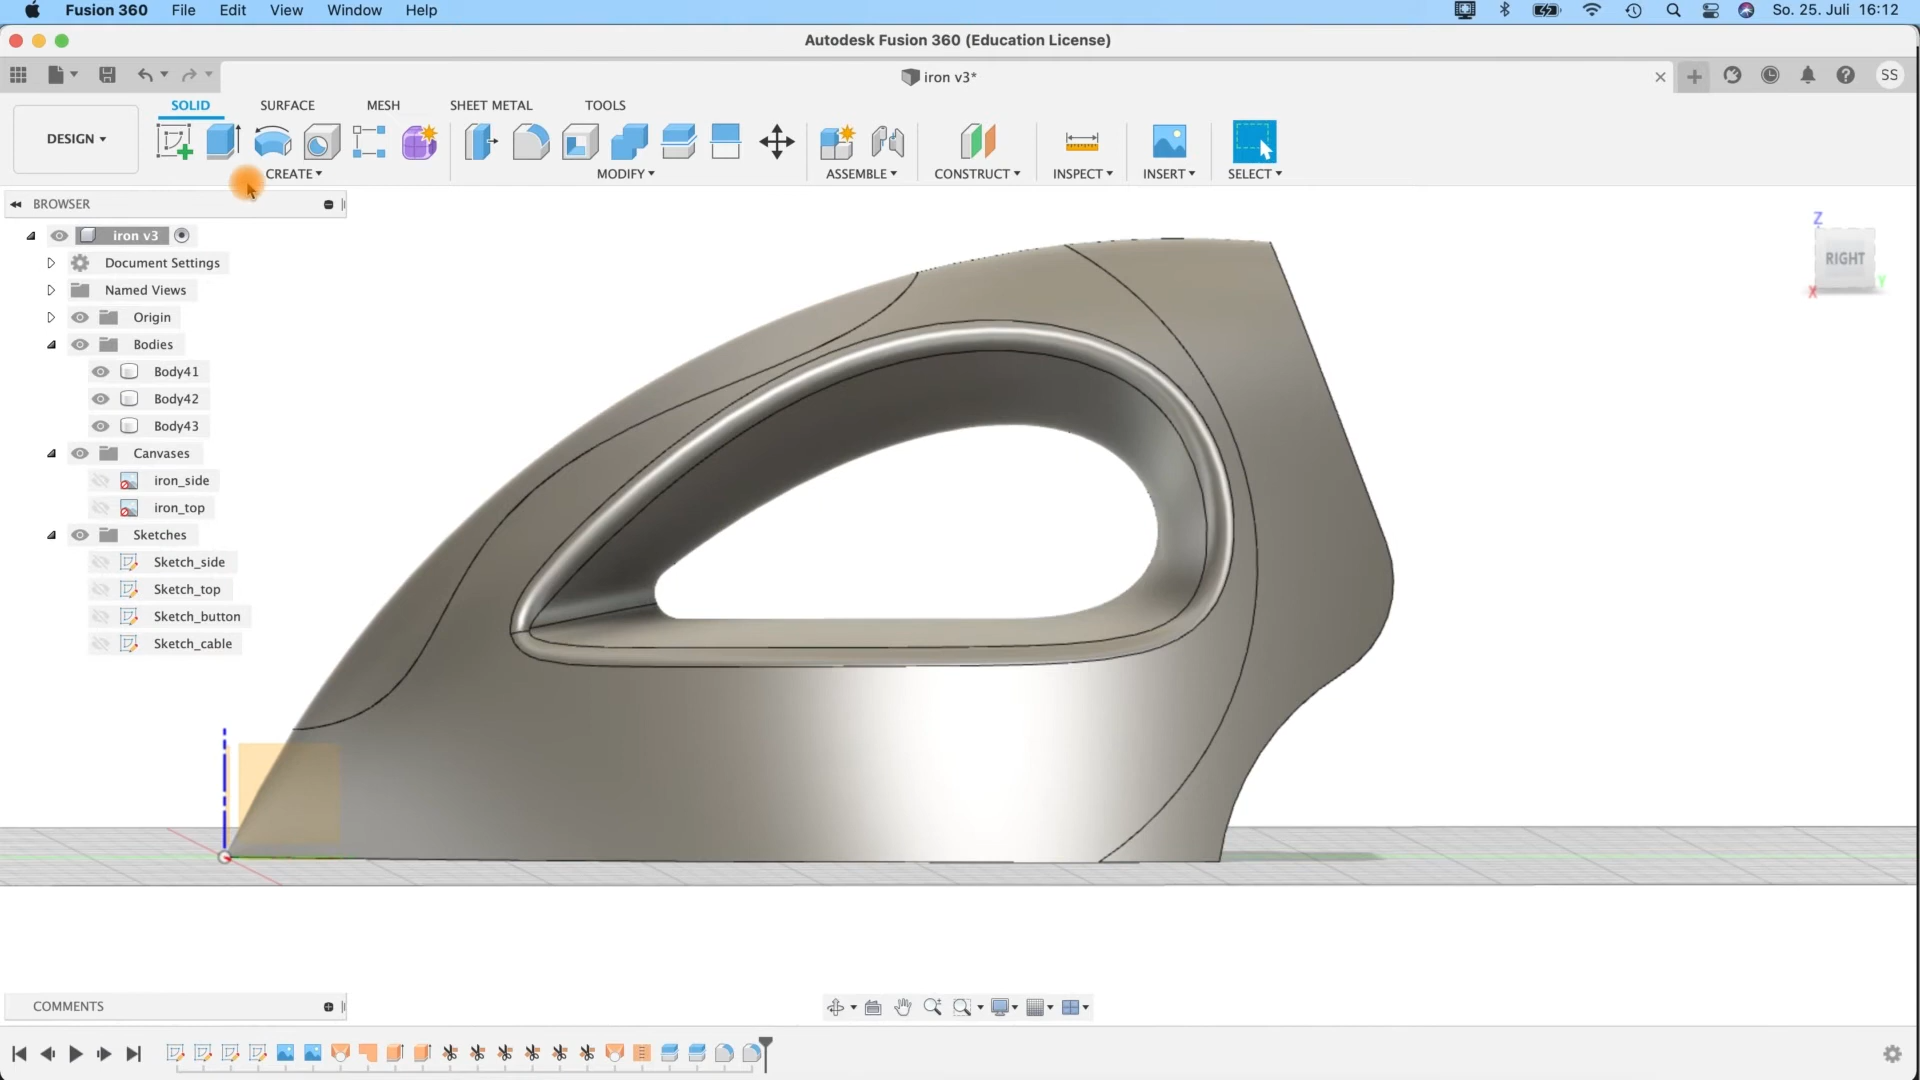 Fusion 360 File Edit View Window Help So. 25. Juli 16:12
Autodesk Fusion 360 (Education License)
iron v3* SS
SOLID SURFACE MESH SHEET METAL TOOLS
DESIGN
CREATE MODIFY ASSEMBLE CONSTRUCT INSPECT INSERT SELECT
BROWSER
iron v3
Document Settings
Named Views
Origin
Bodies
Body41
Body42
Body43
Canvases
iron_side
iron_top
Sketches
Sketch_side
Sketch_top
Sketch_button
Sketch_cable
Z
RIGHT
Y
X
COMMENTS